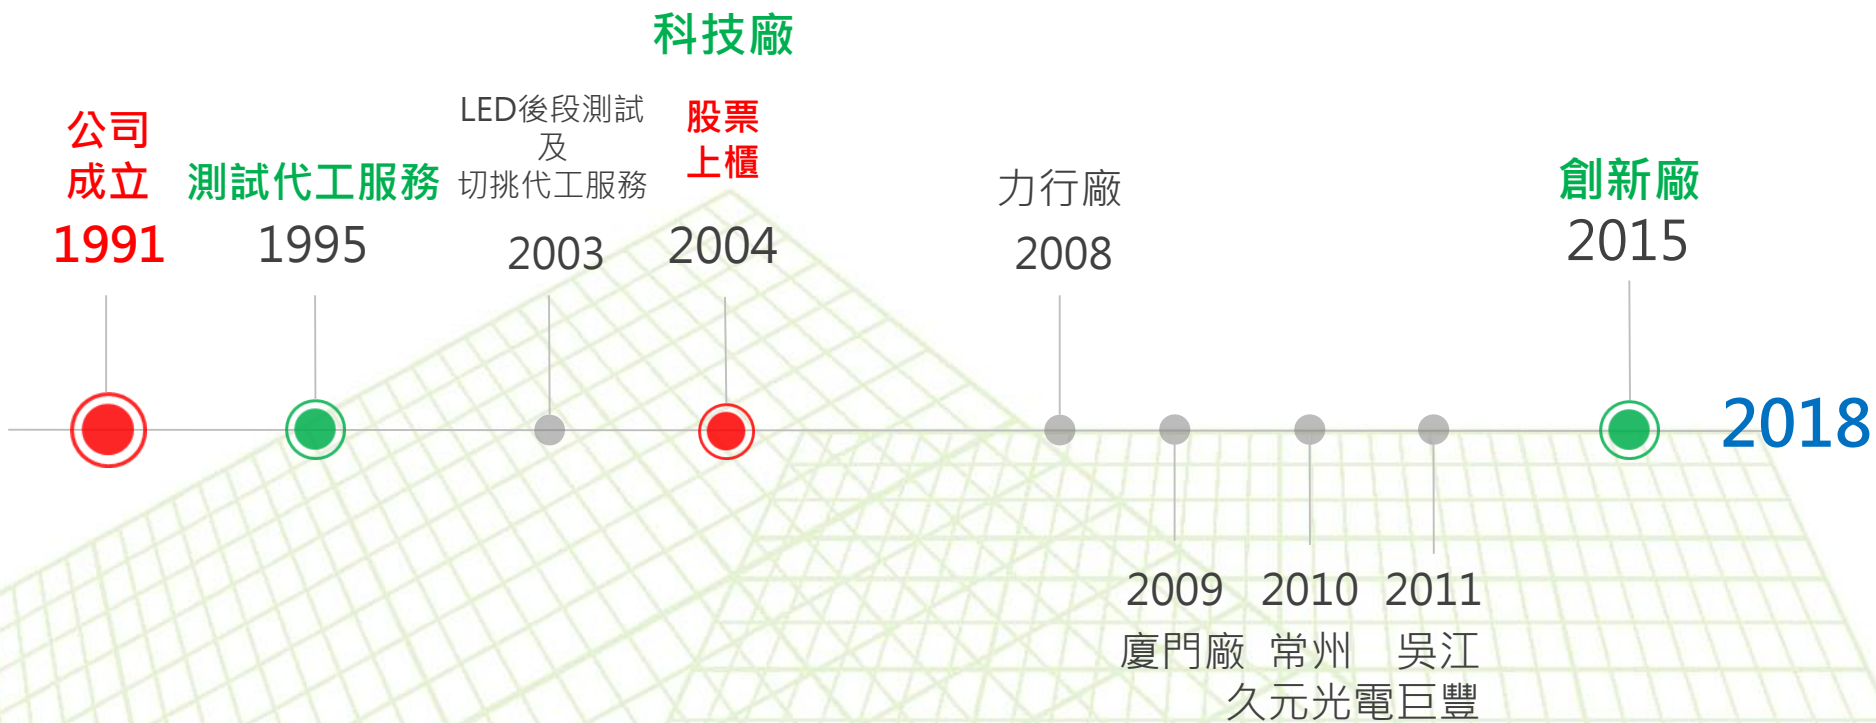 科技廠
公司
成立
1991
測試代工服務
1995
LED後段測試
及
切挑代工服務
2003
股票
上櫃
2004
力行廠
2008
創新廠
2015
2018
2009
廈門廠
2010
常州
久元光電
2011
吳江
巨豐